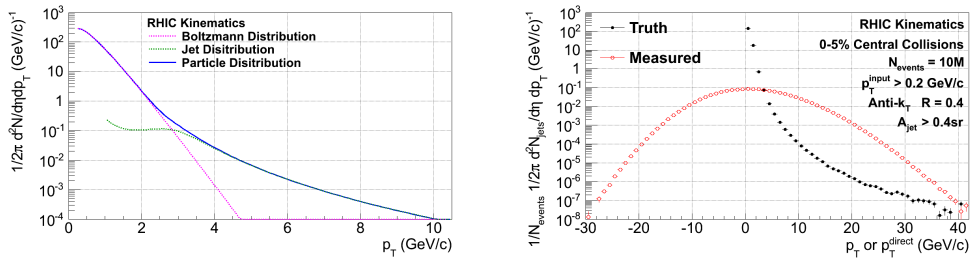 RHIC Kinematics
Boltzmann Distribution
Jet Disitribution
Particle Disitribution
1/2π d²N/dηdp_T (GeV/c)⁻¹
10³
10²
10
1
10⁻¹
10⁻²
10⁻³
10⁻⁴
0 2 4 6 8 10
p_T (GeV/c)
Truth
Measured
RHIC Kinematics
0-5% Central Collisions
N_events = 10M
p_T^input > 0.2 GeV/c
Anti-k_T R = 0.4
A_jet > 0.4sr
1/N_events 1/2π d²N_jets/dη dp_T (GeV/c)⁻¹
10³
10²
10
1
10⁻¹
10⁻²
10⁻³
10⁻⁴
10⁻⁵
10⁻⁶
10⁻⁷
10⁻⁸
-30 -20 -10 0 10 20 30 40
p_T or p_T^direct (GeV/c)